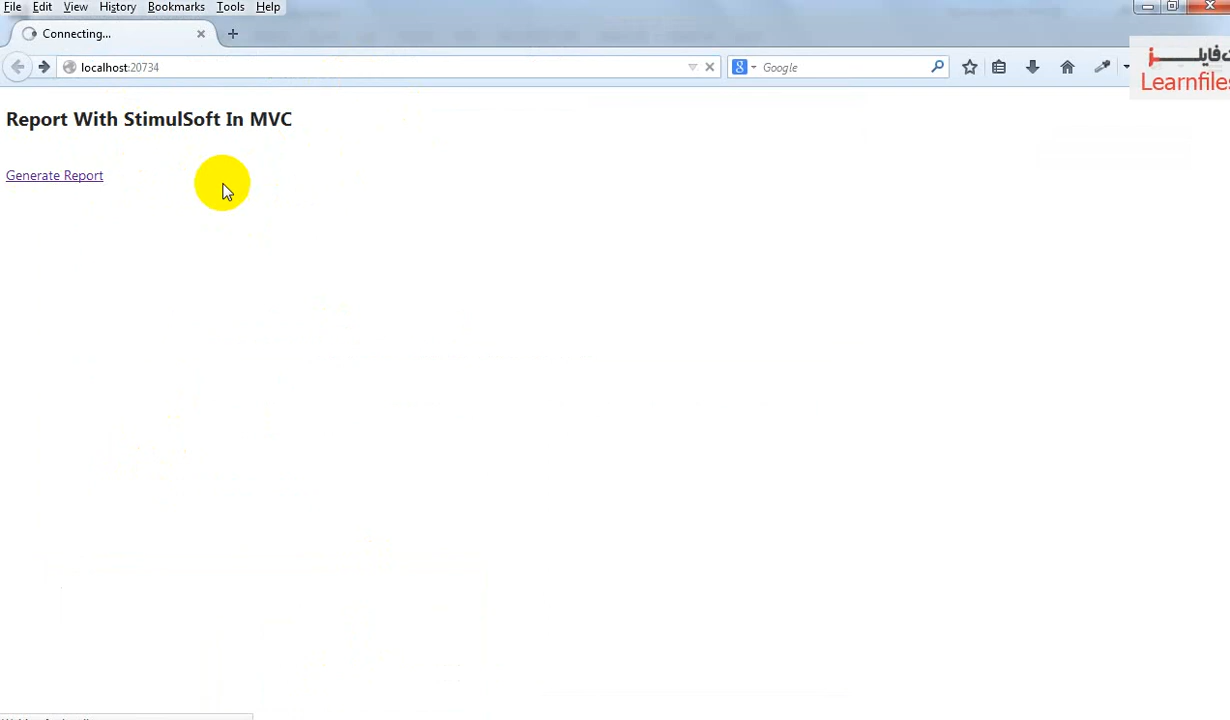 File Edit View History Bookmarks Tools Help
Connecting...
localhost:20734
Google
Learnfiles
Report With StimulSoft In MVC
Generate Report